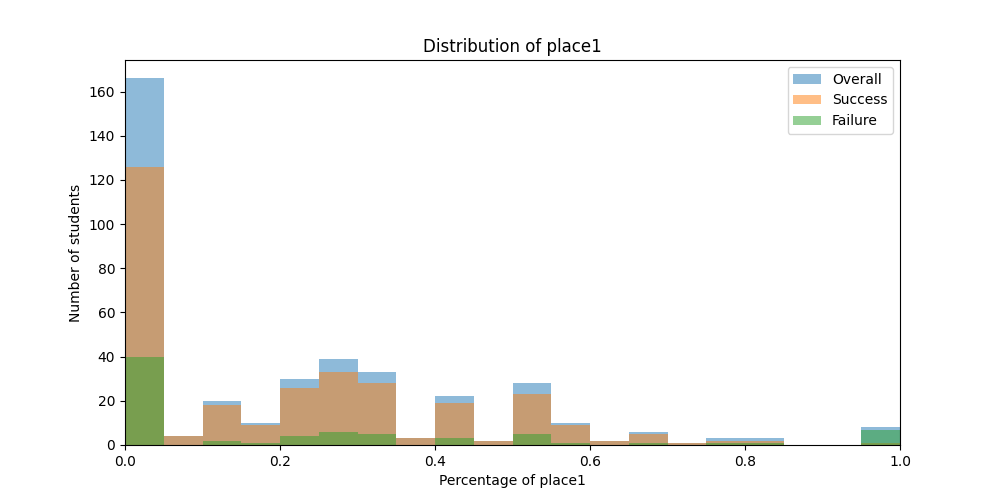 Distribution of place1
Overall
Success
Failure
Number of students
160
140
120
100
80
60
40
20
0
0.0 0.2 0.4 0.6 0.8 1.0
Percentage of place1